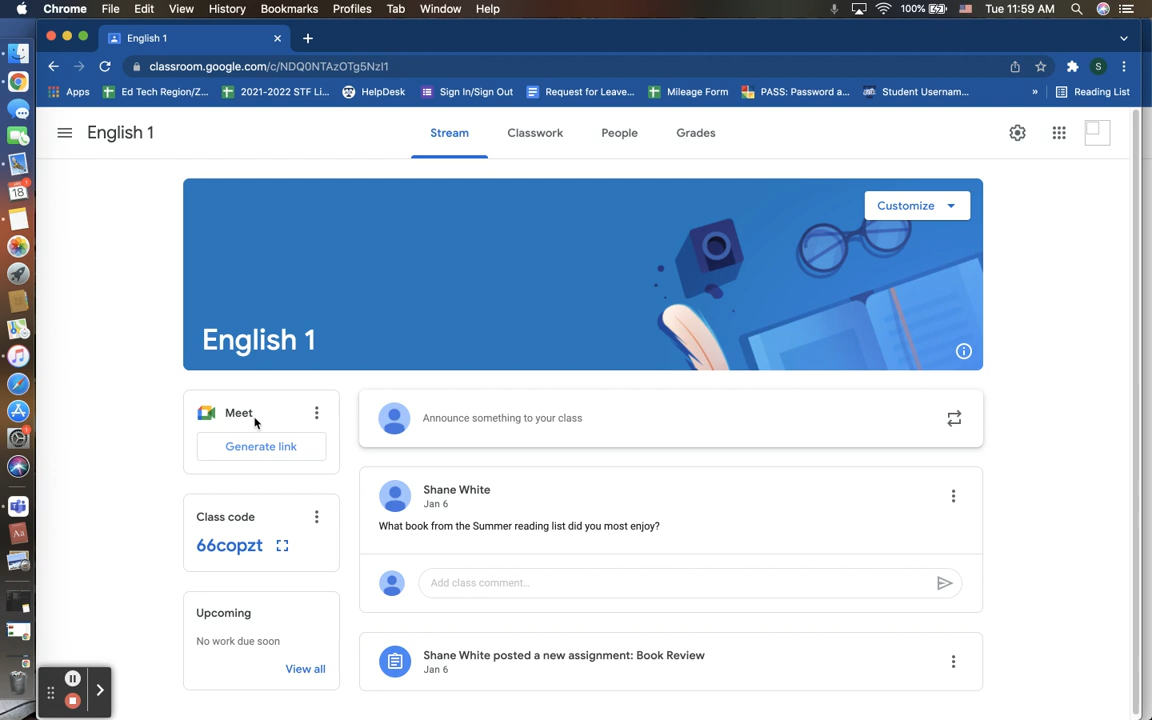 Chrome File Edit View History Bookmarks Profiles Tab Window Help 100% Tue 11:59 AM
English 1
classroom.google.com/c/NDQ0NTAzOTg5NzI1 S
Apps Ed Tech Region/Z... 2021-2022 STF Li... HelpDesk Sign In/Sign Out Request for Leave... Mileage Form PASS: Password a... Student Usernam... » Reading List
English 1 Stream Classwork People Grades
Customize
English 1
Meet
Generate link
Announce something to your class
Class code
66copzt
Shane White
Jan 6
What book from the Summer reading list did you most enjoy?
Add class comment...
Upcoming
No work due soon
View all
Shane White posted a new assignment: Book Review
Jan 6
18
Aa